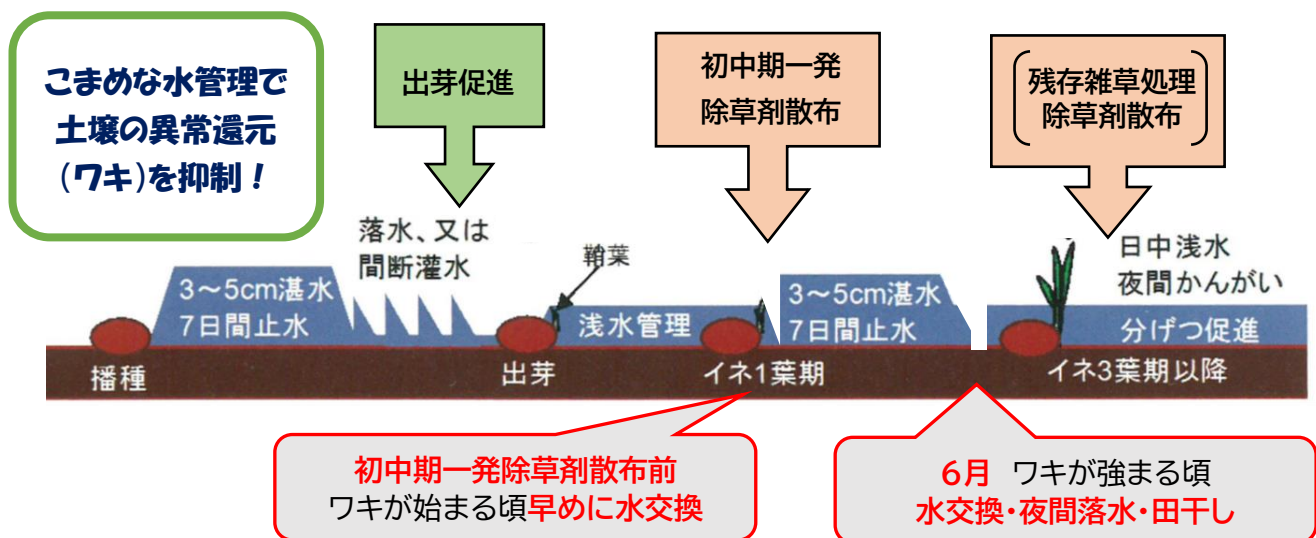 こまめな水管理で
土壌の異常還元
(ワキ)を抑制！
出芽促進
初中期一発
除草剤散布
残存雑草処理
除草剤散布
落水、又は
間断灌水
鞘葉
日中浅水
夜間かんがい
3～5cm湛水
7日間止水
浅水管理
3～5cm湛水
7日間止水
分げつ促進
播種
出芽
イネ1葉期
イネ3葉期以降
初中期一発除草剤散布前
ワキが始まる頃早めに水交換
6月 ワキが強まる頃
水交換・夜間落水・田干し